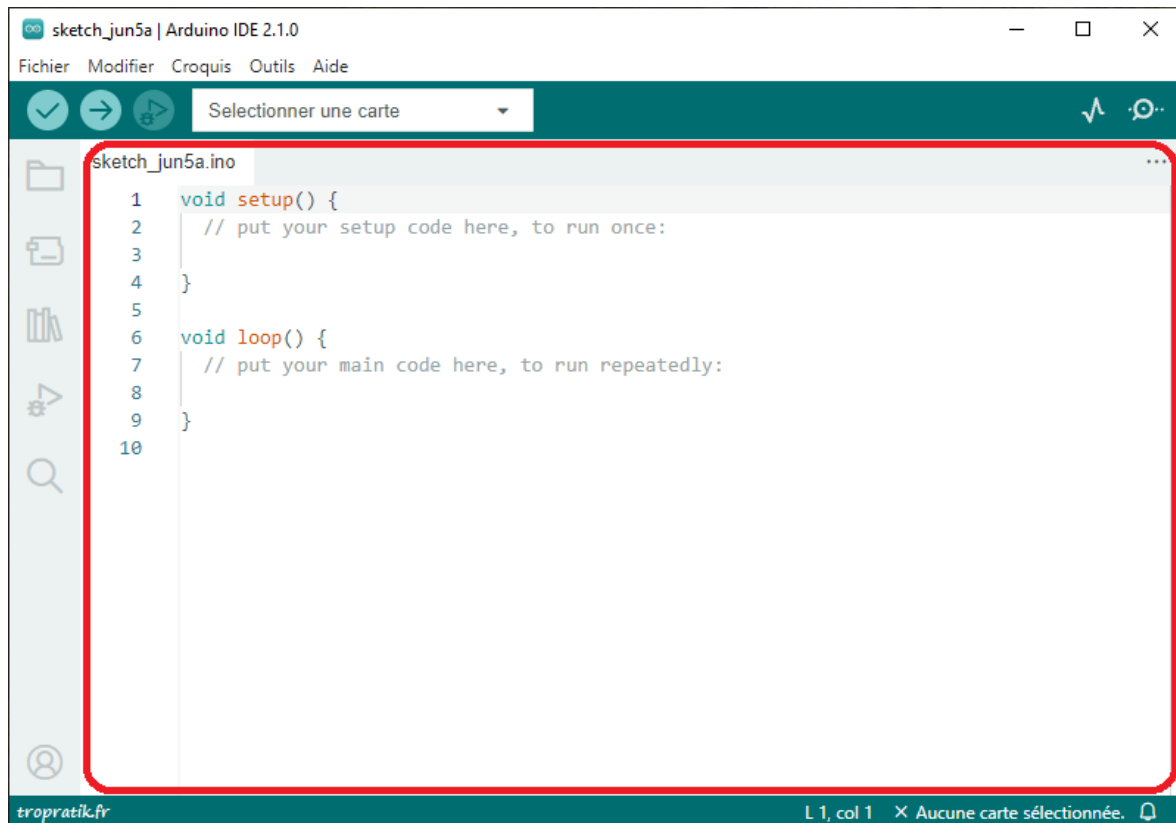 sketch_jun5a | Arduino IDE 2.1.0
Fichier Modifier Croquis Outils Aide
Selectionner une carte
sketch_jun5a.ino
1 void setup() {
2 // put your setup code here, to run once:
3
4 }
5
6 void loop() {
7 // put your main code here, to run repeatedly:
8
9 }
10
tropratik.fr L 1, col 1 X Aucune carte sélectionnée.